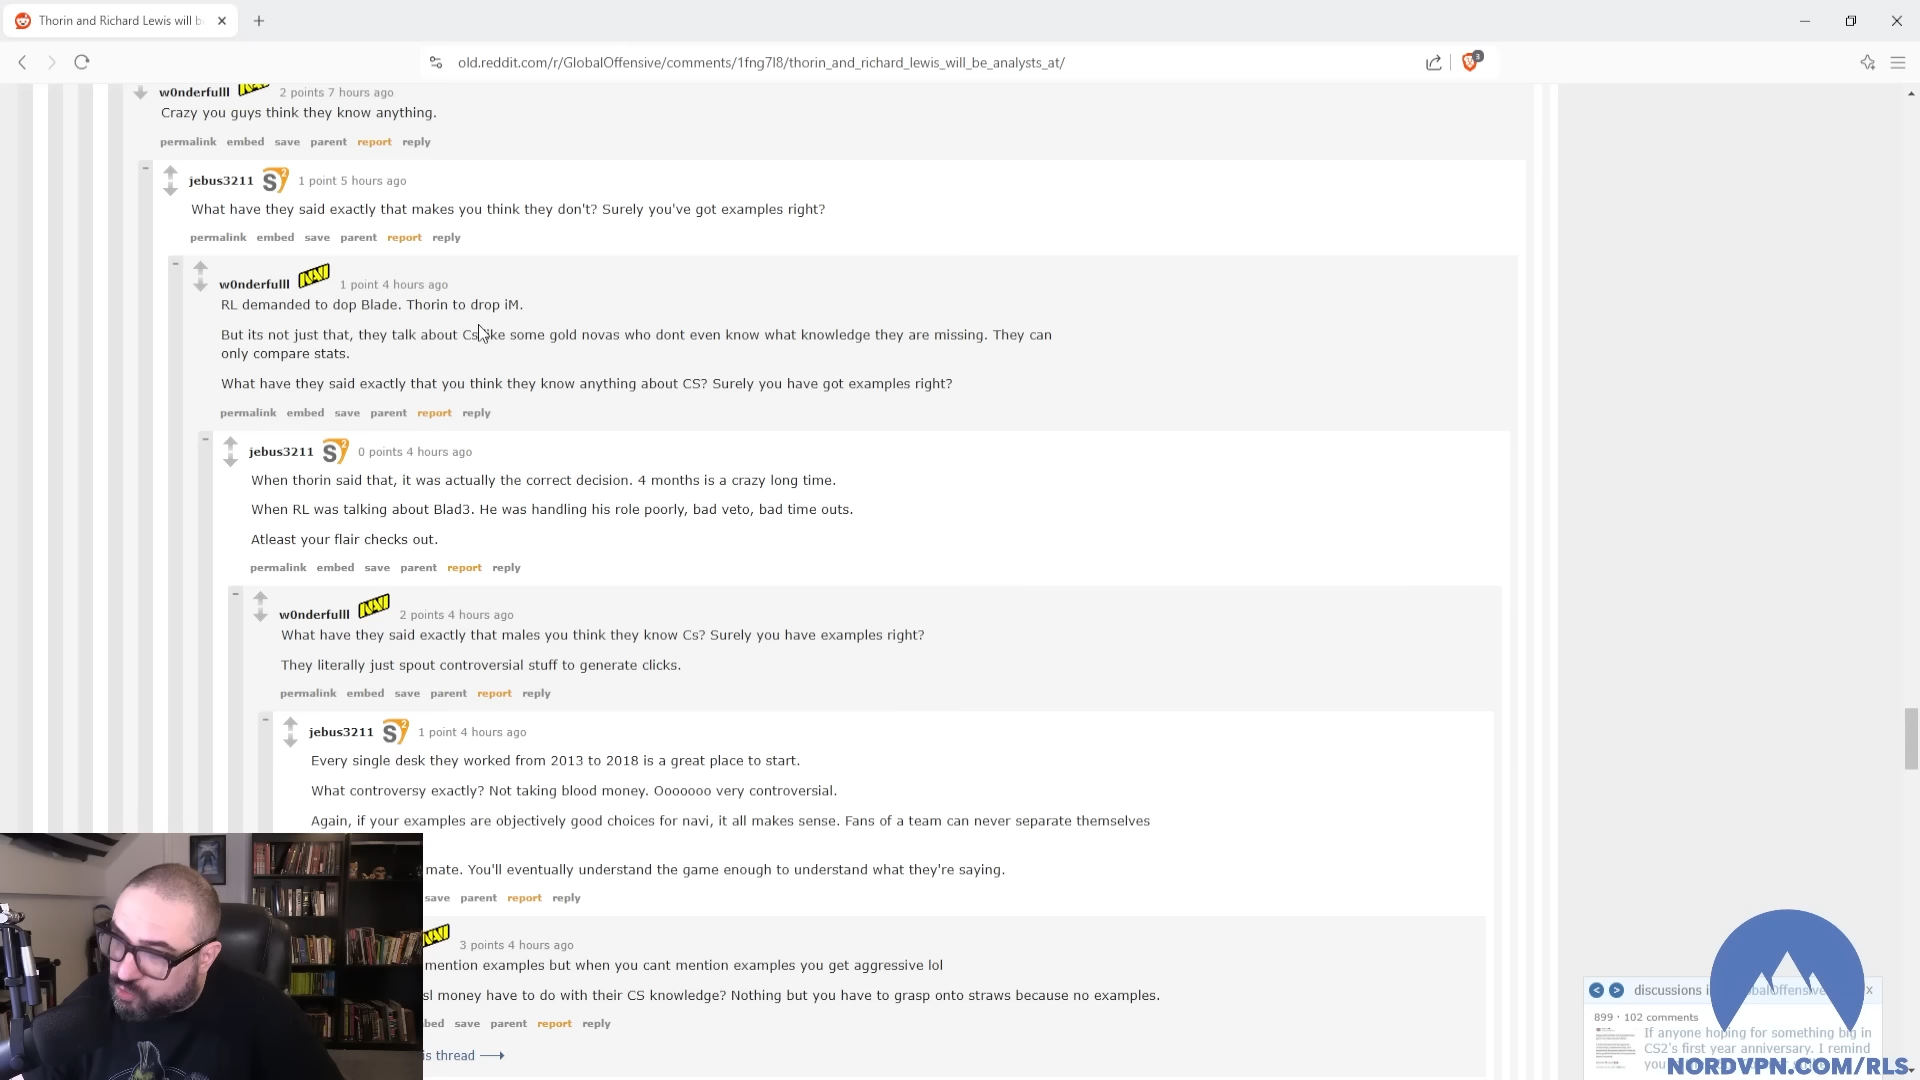 Thorin and Richard Lewis will b
old.reddit.com/r/GlobalOffensive/comments/1fng7l8/thorin_and_richard_lewis_will_be_analysts_at/
3
w0nderfulll 2 points 7 hours ago
Crazy you guys think they know anything.
permalink embed save parent report reply
jebus3211 S 2 1 point 5 hours ago
What have they said exactly that makes you think they don't? Surely you've got examples right?
permalink embed save parent report reply
w0nderfulll NAVI 1 point 4 hours ago
RL demanded to dop Blade. Thorin to drop iM.
But its not just that, they talk about Cs like some gold novas who dont even know what knowledge they are missing. They can
only compare stats.
What have they said exactly that you think they know anything about CS? Surely you have got examples right?
permalink embed save parent report reply
jebus3211 S 2 0 points 4 hours ago
When thorin said that, it was actually the correct decision. 4 months is a crazy long time.
When RL was talking about Blad3. He was handling his role poorly, bad veto, bad time outs.
Atleast your flair checks out.
permalink embed save parent report reply
w0nderfulll NAVI 2 points 4 hours ago
What have they said exactly that males you think they know Cs? Surely you have examples right?
They literally just spout controversial stuff to generate clicks.
permalink embed save parent report reply
jebus3211 S 2 1 point 4 hours ago
Every single desk they worked from 2013 to 2018 is a great place to start.
What controversy exactly? Not taking blood money. Ooooooo very controversial.
Again, if your examples are objectively good choices for navi, it all makes sense. Fans of a team can never separate themselves
mate. You'll eventually understand the game enough to understand what they're saying.
save parent report reply
NAVI 3 points 4 hours ago
mention examples but when you cant mention examples you get aggressive lol
sl money have to do with their CS knowledge? Nothing but you have to grasp onto straws because no examples.
bed save parent report reply
is thread
discussions i balOffensive x
899 · 102 comments
If anyone hoping for something big in
CS2's first year anniversary. I remind
you
NORDVPN.COM/RLS